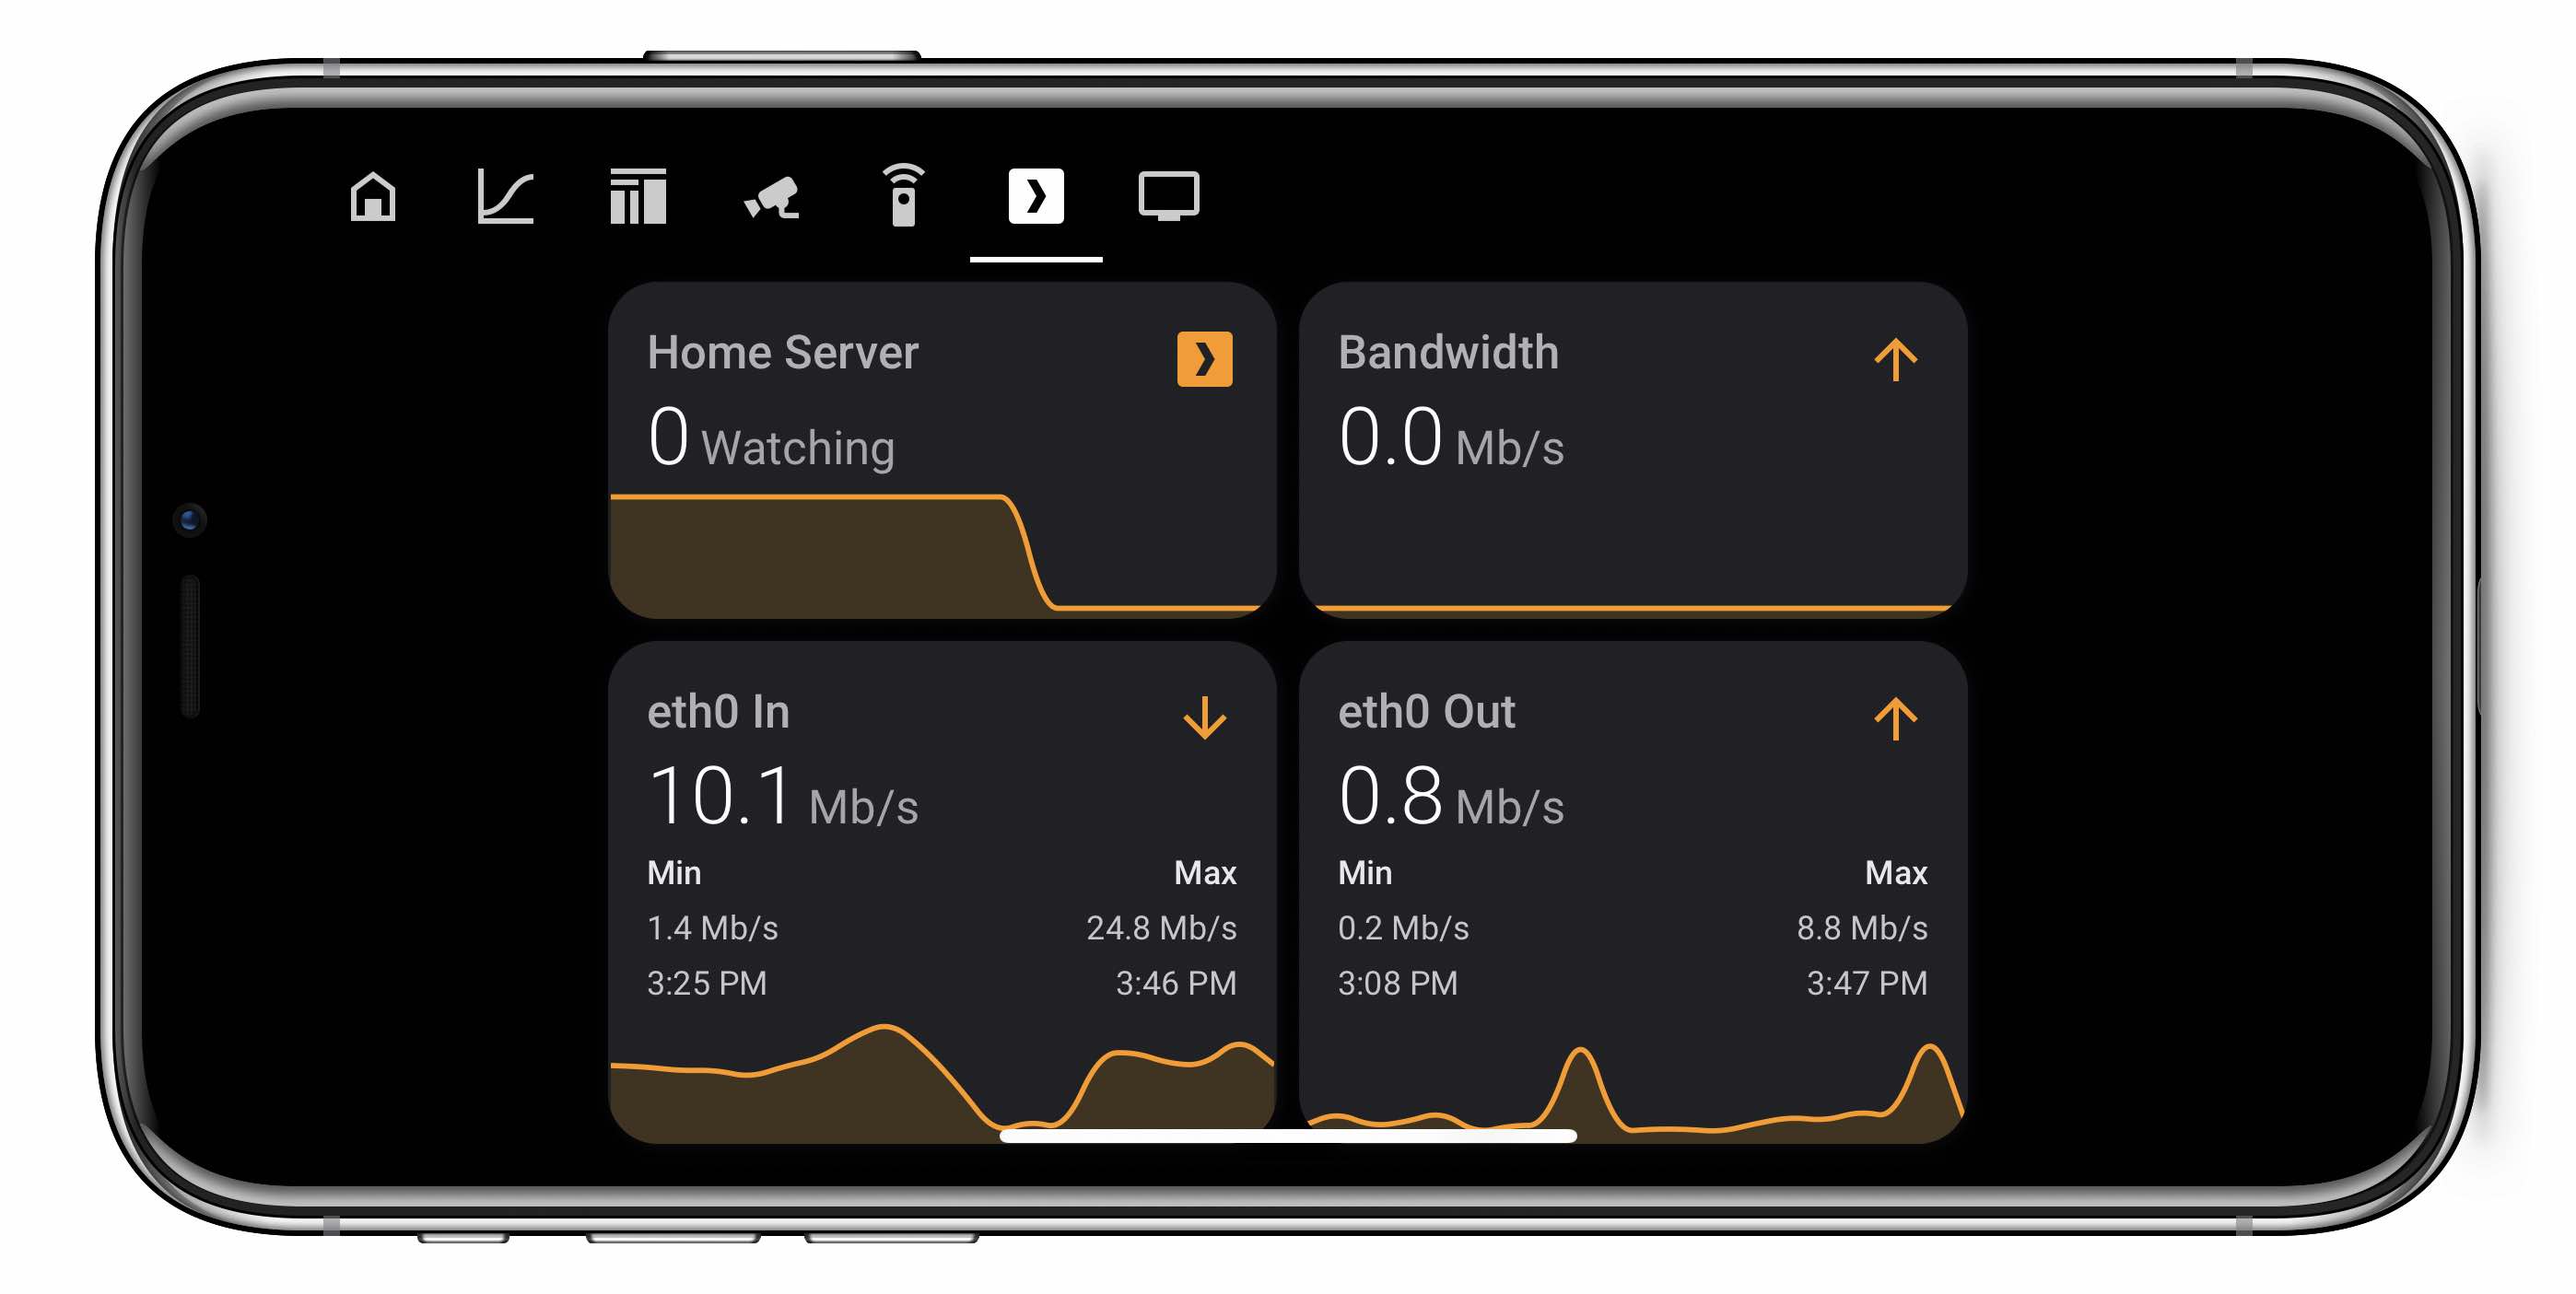 Home Server
0 Watching
Bandwidth
0.0 Mb/s
eth0 In
10.1 Mb/s
Min Max
1.4 Mb/s 24.8 Mb/s
3:25 PM 3:46 PM
eth0 Out
0.8 Mb/s
Min Max
0.2 Mb/s 8.8 Mb/s
3:08 PM 3:47 PM